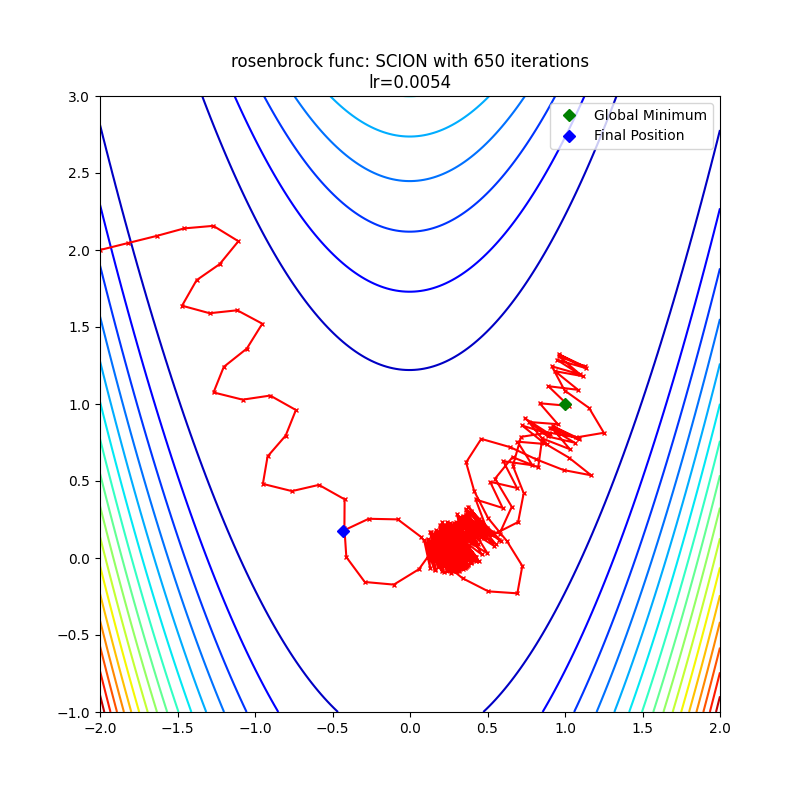 rosenbrock func: SCION with 650 iterations
lr=0.0054
Global Minimum
Final Position
3.0
2.5
2.0
1.5
1.0
0.5
0.0
−0.5
−1.0
−2.0 −1.5 −1.0 −0.5 0.0 0.5 1.0 1.5 2.0